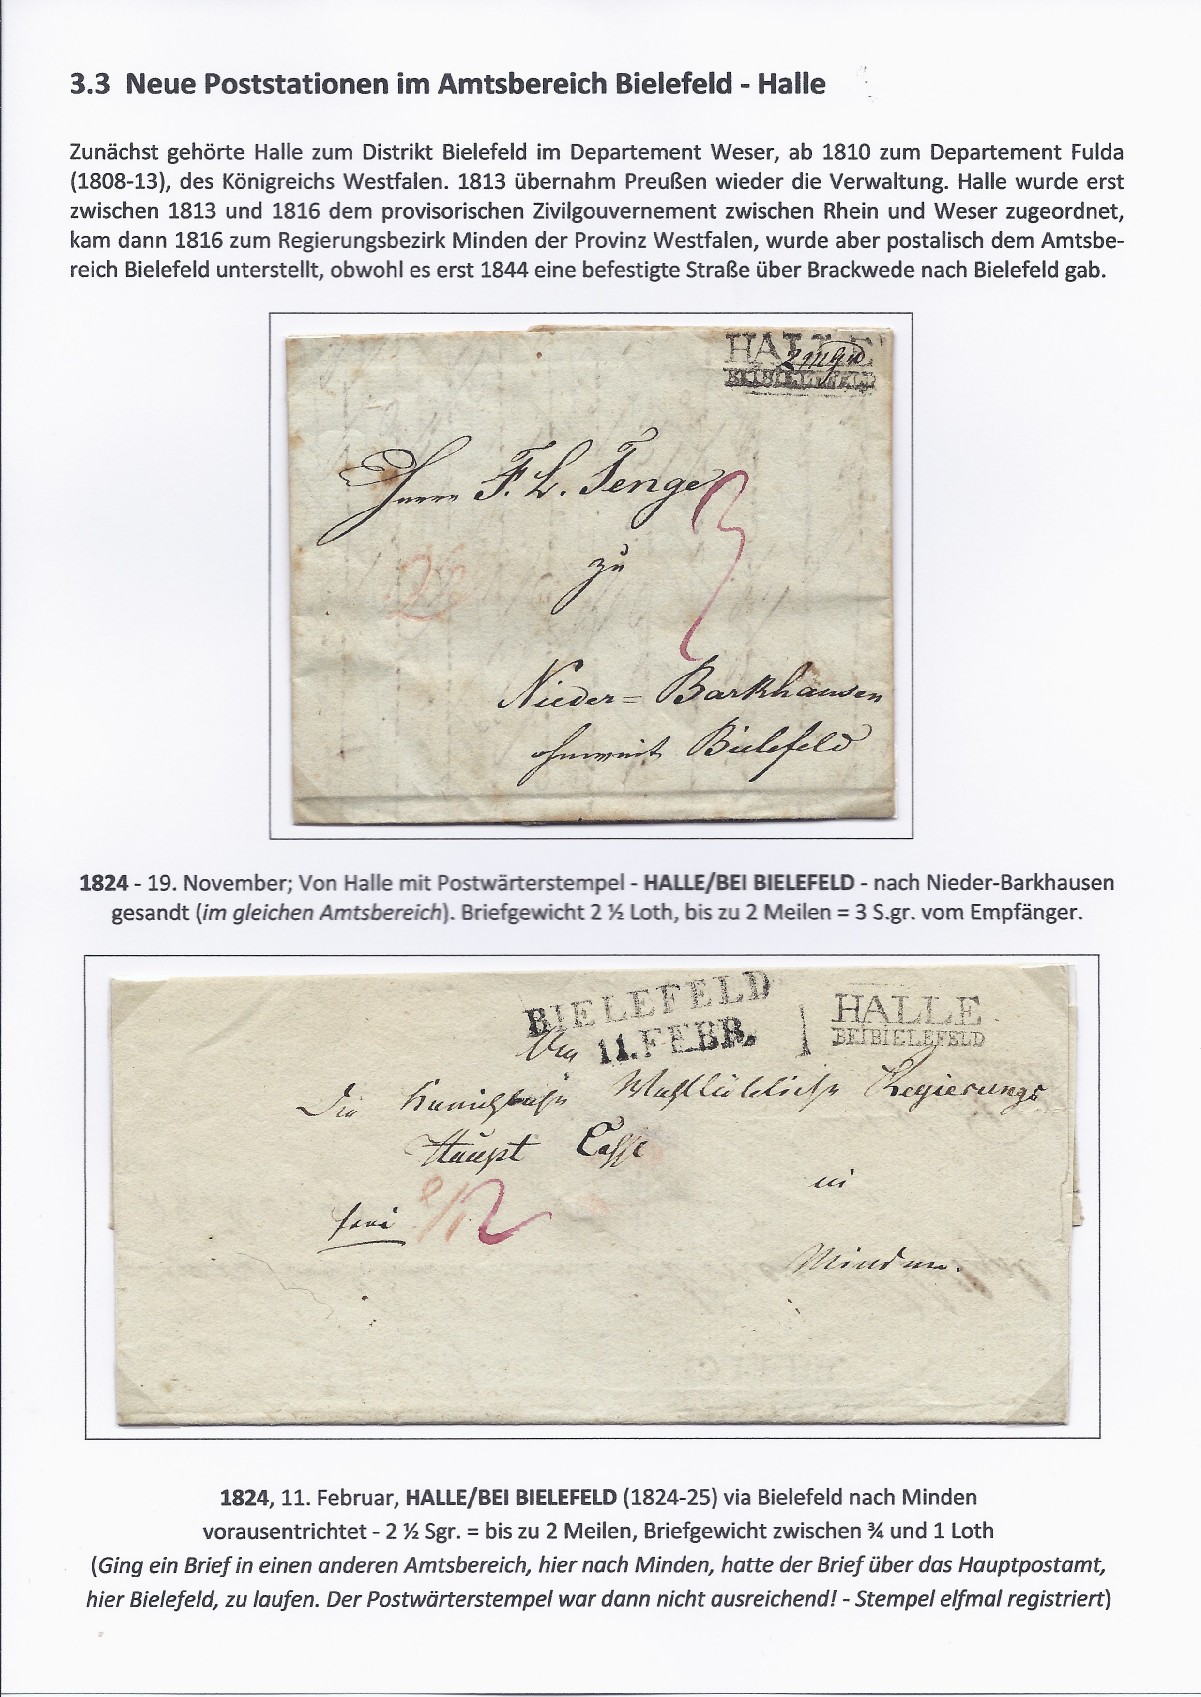 3.3 Neue Poststationen im Amtsbereich Bielefeld - Halle
Zunächst gehörte Halle zum Distrikt Bielefeld im Departement Weser, ab 1810 zum Departement Fulda
(1808-13), des Königreichs Westfalen. 1813 übernahm Preußen wieder die Verwaltung. Halle wurde erst
zwischen 1813 und 1816 dem provisorischen Zivilgouvernement zwischen Rhein und Weser zugeordnet,
kam dann 1816 zum Regierungsbezirk Minden der Provinz Westfalen, wurde aber postalisch dem Amtsbe-
reich Bielefeld unterstellt, obwohl es erst 1844 eine befestigte Straße über Brackwede nach Bielefeld gab.
HALLE
BEI BIELEFELD
Herrn F. L. Tenge
3
zu
Nieder=Barkhausen
ohnweit Bielefeld
1824 - 19. November; Von Halle mit Postwärterstempel - HALLE/BEI BIELEFELD - nach Nieder-Barkhausen
gesandt (im gleichen Amtsbereich). Briefgewicht 2 ½ Loth, bis zu 2 Meilen = 3 S.gr. vom Empfänger.
BIELEFELD
11. FEBR.
HALLE
BEI BIELEFELD
Die Regierungs
Haupt Casse
in
Minden.
1824, 11. Februar, HALLE/BEI BIELEFELD (1824-25) via Bielefeld nach Minden
vorausentrichtet - 2 ½ Sgr. = bis zu 2 Meilen, Briefgewicht zwischen ¾ und 1 Loth
(Ging ein Brief in einen anderen Amtsbereich, hier nach Minden, hatte der Brief über das Hauptpostamt,
hier Bielefeld, zu laufen. Der Postwärterstempel war dann nicht ausreichend! - Stempel elfmal registriert)